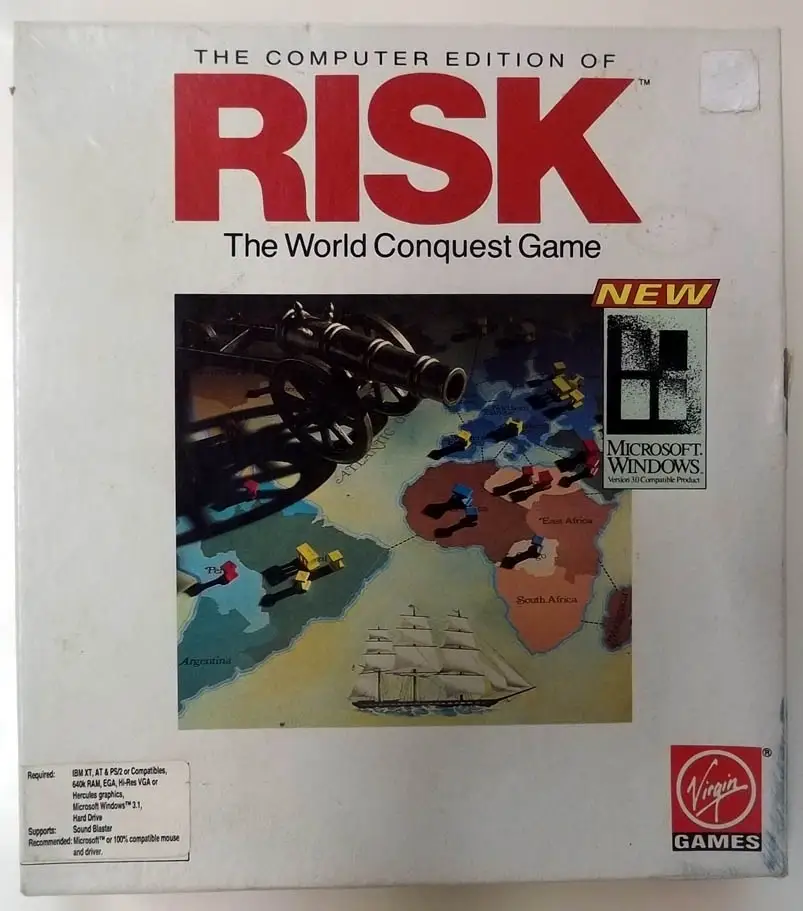 THE COMPUTER EDITION OF
RISK™
The World Conquest Game
NEW
MICROSOFT.
WINDOWS™
Version 3.0 Compatible Product
ATLANTIC
East Africa
South Africa
Argentina
Required: IBM XT, AT & PS/2 or Compatibles,
640k RAM, EGA, Hi-Res VGA or
Hercules graphics,
Microsoft Windows™ 3.1,
Hard Drive
Supports: Sound Blaster
Recommended: Microsoft™ or 100% compatible mouse
and driver.
Virgin®
GAMES